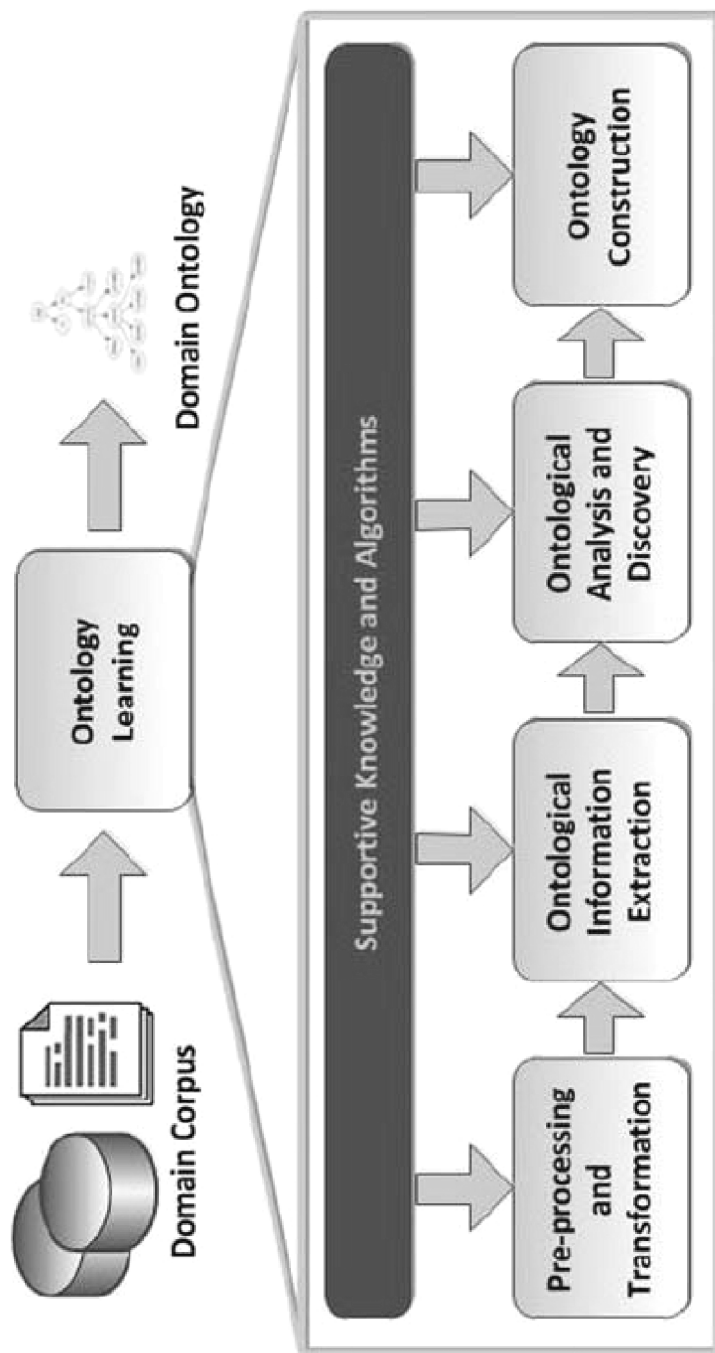 Domain Corpus
Ontology
Learning
Domain Ontology
Supportive Knowledge and Algorithms
Pre-processing
and
Transformation
Ontological
Information
Extraction
Ontological
Analysis and
Discovery
Ontology
Construction